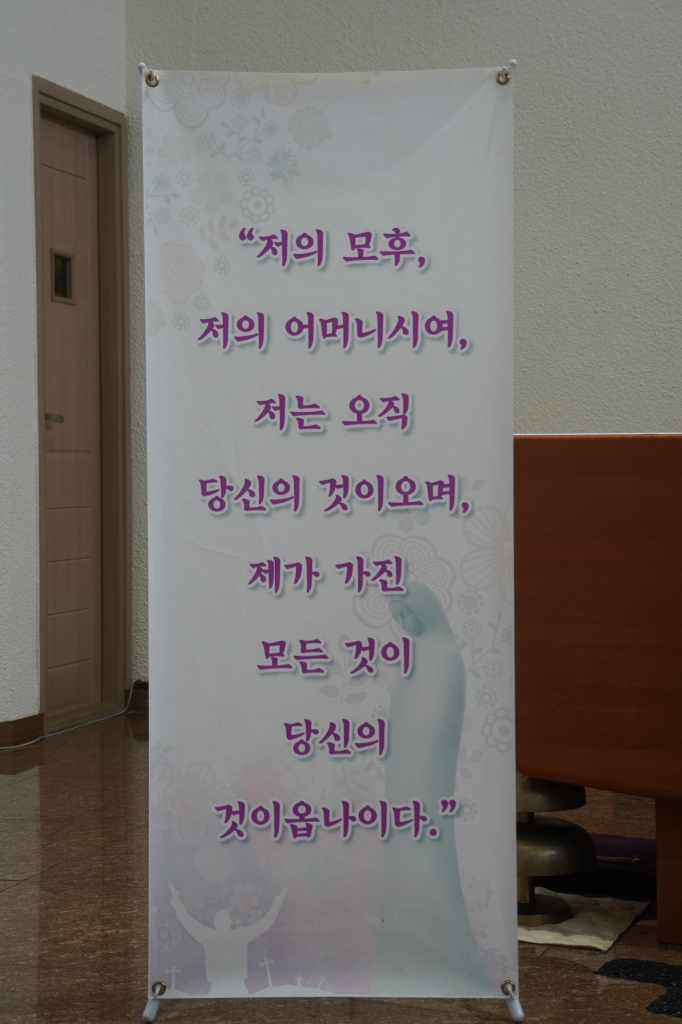 “저의 모후,
저의 어머니시여,
저는 오직
당신의 것이오며,
제가 가진
모든 것이
당신의
것이옵나이다.”